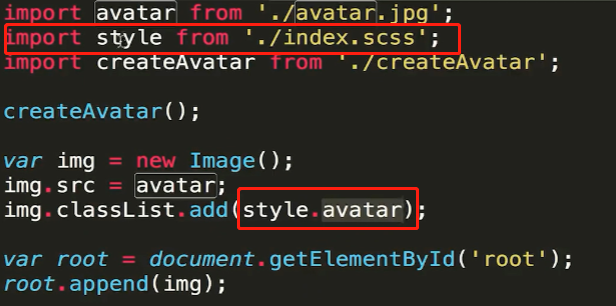 import avatar from './avatar.jpg';
import style from './index.scss';
import createAvatar from './createAvatar';
createAvatar();
var img = new Image();
img.src = avatar;
img.classList.add(style.avatar);
var root = document.getElementById('root');
root.append(img);